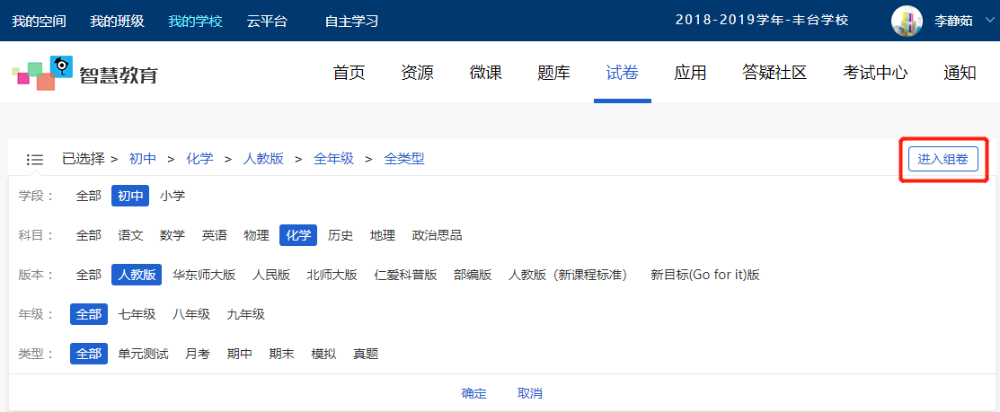 我的空间 我的班级 我的学校 云平台 自主学习 2018-2019学年-丰台学校 李静茹
智慧教育 首页 资源 微课 题库 试卷 应用 答疑社区 考试中心 通知
已选择 > 初中 > 化学 > 人教版 > 全年级 > 全类型 进入组卷
学段： 全部 初中 小学
科目： 全部 语文 数学 英语 物理 化学 历史 地理 政治思品
版本： 全部 人教版 华东师大版 人民版 北师大版 仁爱科普版 部编版 人教版（新课程标准） 新目标(Go for it)版
年级： 全部 七年级 八年级 九年级
类型： 全部 单元测试 月考 期中 期末 模拟 真题
确定 取消